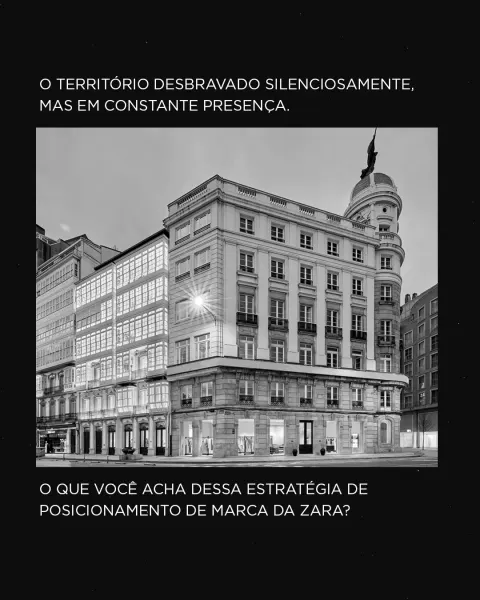 O TERRITÓRIO DESBRAVADO SILENCIOSAMENTE,
MAS EM CONSTANTE PRESENÇA.
O QUE VOCÊ ACHA DESSA ESTRATÉGIA DE
POSICIONAMENTO DE MARCA DA ZARA?